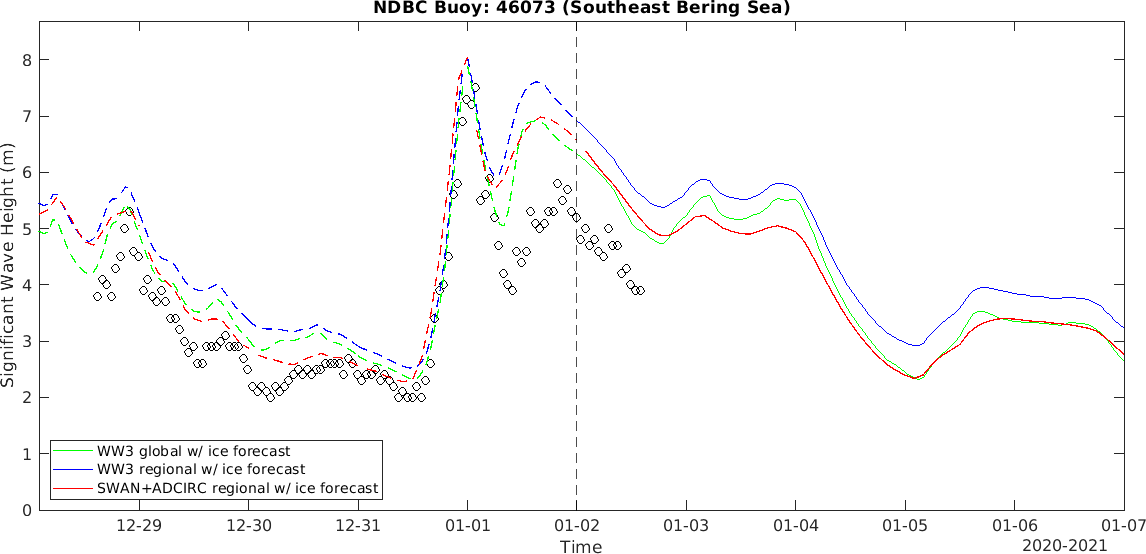 NDBC Buoy: 46073 (Southeast Bering Sea)
Significant Wave Height (m)
8
7
6
5
4
3
2
1
0
WW3 global w/ ice forecast
WW3 regional w/ ice forecast
SWAN+ADCIRC regional w/ ice forecast
12-29 12-30 12-31 01-01 01-02 01-03 01-04 01-05 01-06 01-07
Time
2020-2021